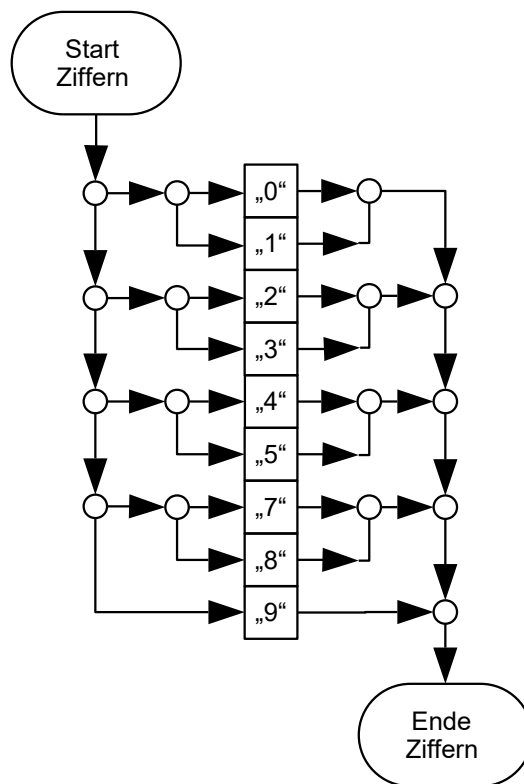 Start
Ziffern
„0“
„1“
„2“
„3“
„4“
„5“
„7“
„8“
„9“
Ende
Ziffern